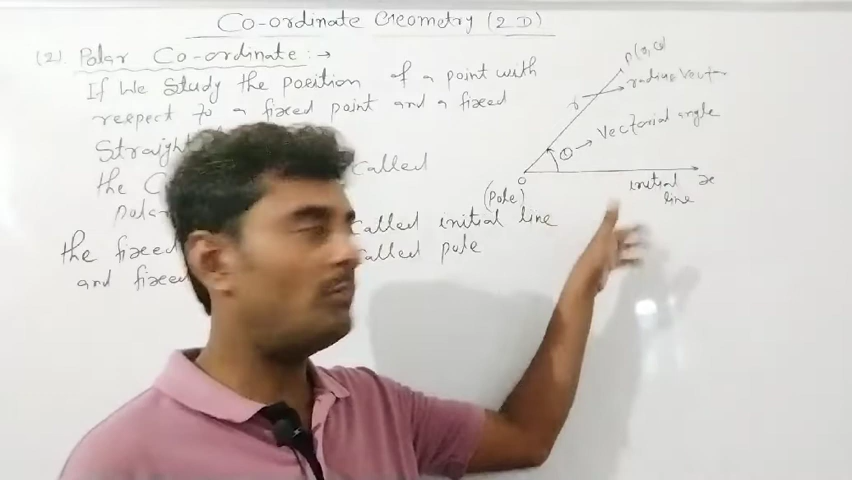 Co-ordinate Geometry (2 D)
(2) Polar Co-ordinate :→
If We Study the position of a point with
respect to a fixed point and a fixed
Straight called
the
polar
the fixed called initial line
and fixed called pole
P(r, θ)
r → radius vector
θ → Vectorial angle
O
(Pole)
initial x
line